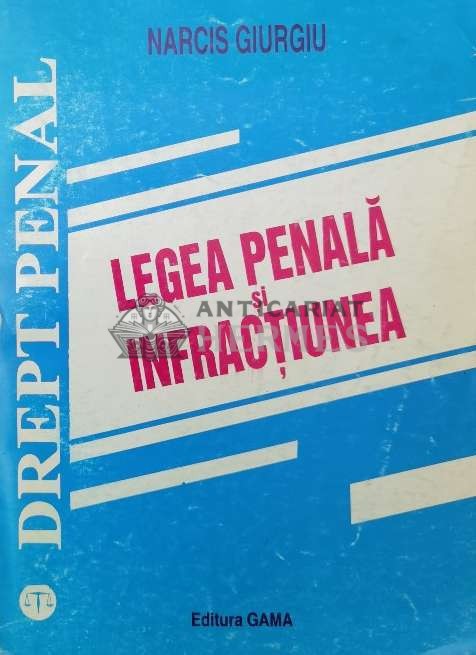 NARCIS GIURGIU
DREPT PENAL
LEGEA PENALĂ
și
INFRACȚIUNEA
ANTICARIAT
Editura GAMA